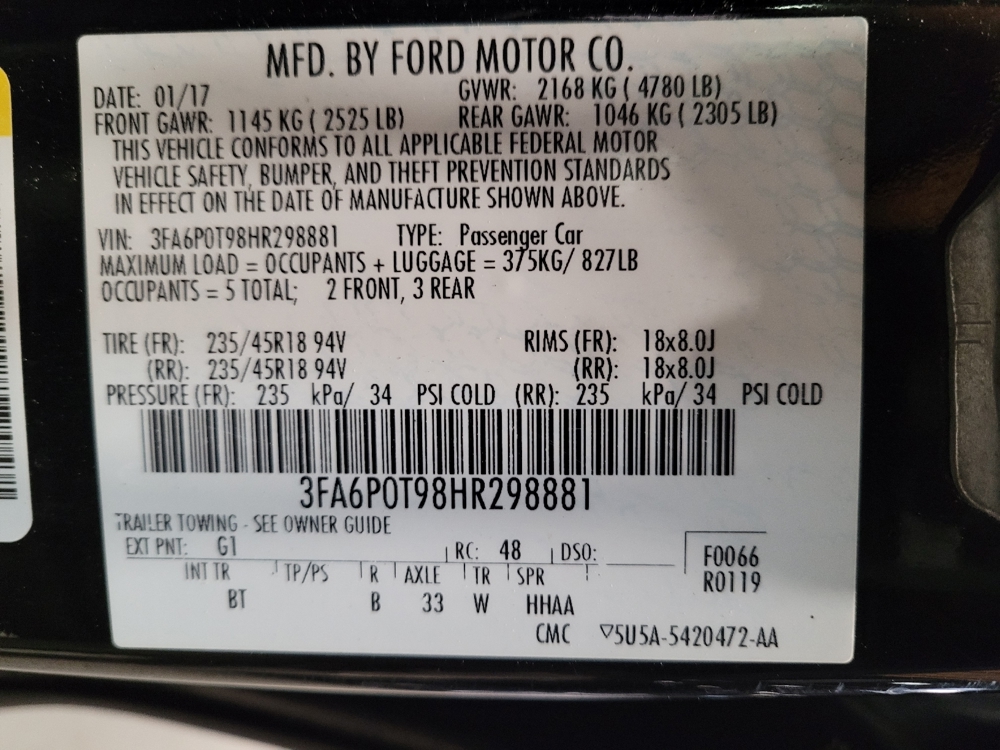 MFD. BY FORD MOTOR CO.
DATE: 01/17 GVWR: 2168 KG ( 4780 LB)
FRONT GAWR: 1145 KG ( 2525 LB) REAR GAWR: 1046 KG ( 2305 LB)
THIS VEHICLE CONFORMS TO ALL APPLICABLE FEDERAL MOTOR
VEHICLE SAFETY, BUMPER, AND THEFT PREVENTION STANDARDS
IN EFFECT ON THE DATE OF MANUFACTURE SHOWN ABOVE.
VIN: 3FA6P0T98HR298881 TYPE: Passenger Car
MAXIMUM LOAD = OCCUPANTS + LUGGAGE = 375KG/ 827LB
OCCUPANTS = 5 TOTAL; 2 FRONT, 3 REAR
TIRE (FR): 235/45R18 94V RIMS (FR): 18x8.0J
(RR): 235/45R18 94V (RR): 18x8.0J
PRESSURE (FR): 235 kPa/ 34 PSI COLD (RR): 235 kPa/ 34 PSI COLD
3FA6P0T98HR298881
TRAILER TOWING - SEE OWNER GUIDE
EXT PNT: G1 RC: 48 DSO: F0066
R0119
INT TR TP/PS R AXLE TR SPR
BT B 33 W HHAA
CMC ▽5U5A-5420472-AA